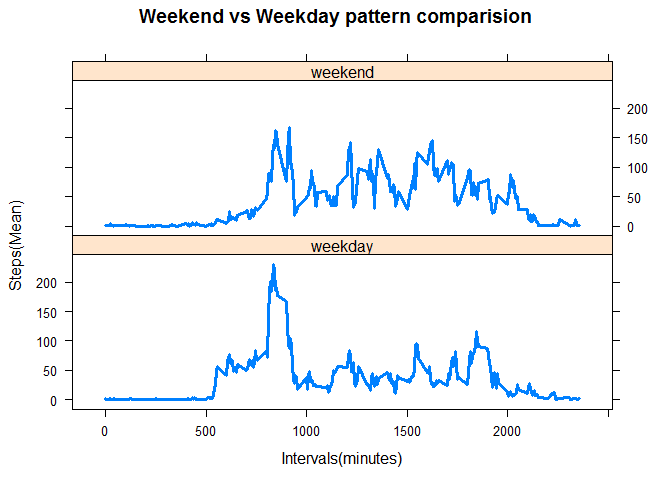 Weekend vs Weekday pattern comparision
weekend
200
150
100
50
0
weekday
200
150
100
50
0
Steps(Mean)
0 500 1000 1500 2000
Intervals(minutes)